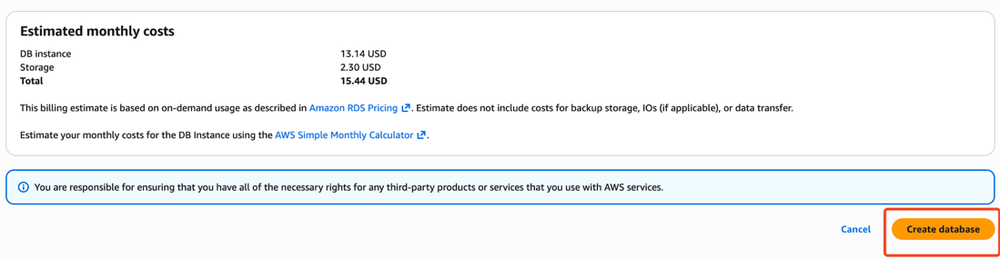 Estimated monthly costs
DB instance 13.14 USD
Storage 2.30 USD
Total 15.44 USD
This billing estimate is based on on-demand usage as described in Amazon RDS Pricing. Estimate does not include costs for backup storage, IOs (if applicable), or data transfer.
Estimate your monthly costs for the DB Instance using the AWS Simple Monthly Calculator.
You are responsible for ensuring that you have all of the necessary rights for any third-party products or services that you use with AWS services.
Cancel Create database